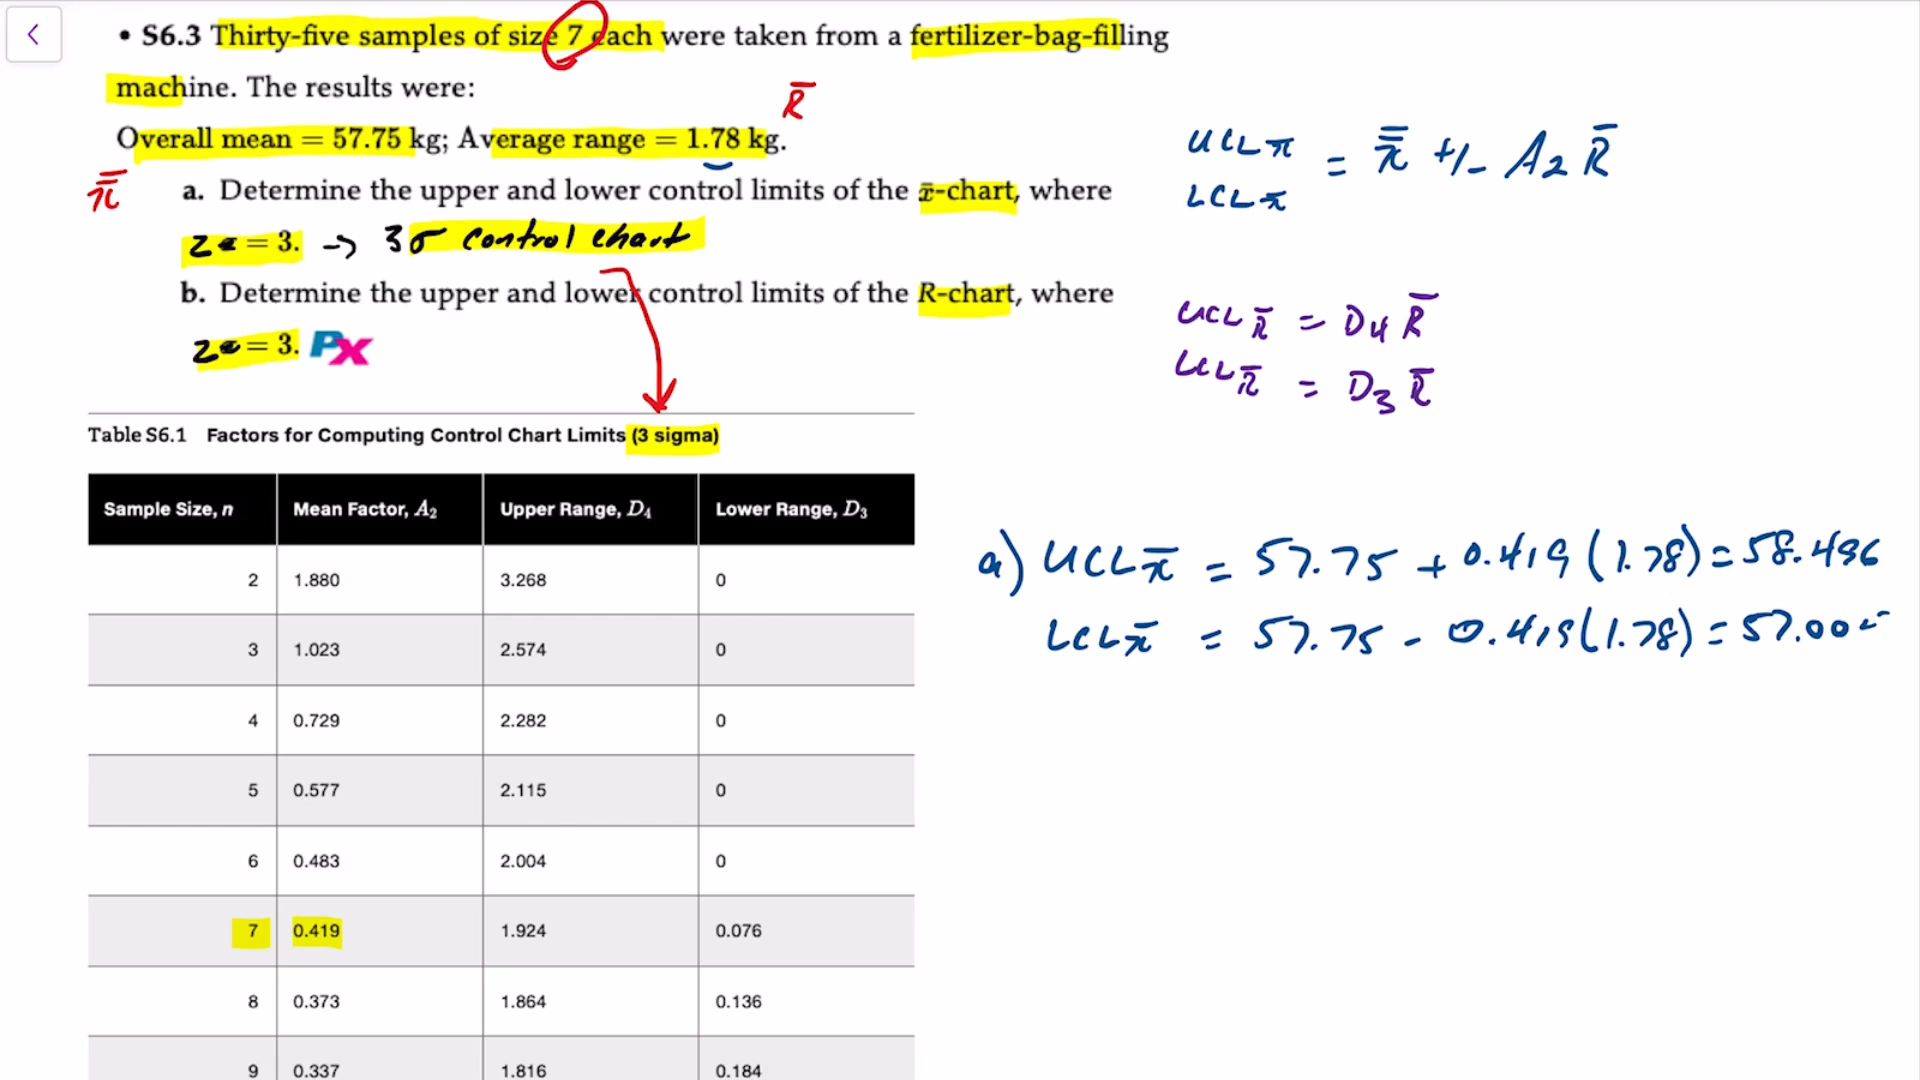 • S6.3 Thirty-five samples of size 7 each were taken from a fertilizer-bag-filling
machine. The results were:
R̄
Overall mean = 57.75 kg; Average range = 1.78 kg.
x̿
a. Determine the upper and lower control limits of the x̄-chart, where
z = 3. → 3σ control chart
b. Determine the upper and lower control limits of the R-chart, where
z = 3. PX
UCL x̄
LCL x̄
= x̿ +/- A2 R̄
UCL R̄ = D4 R̄
LCL R̄ = D3 R̄
Table S6.1 Factors for Computing Control Chart Limits (3 sigma)
Sample Size, n Mean Factor, A2 Upper Range, D4 Lower Range, D3
2 1.880 3.268 0
3 1.023 2.574 0
4 0.729 2.282 0
5 0.577 2.115 0
6 0.483 2.004 0
7 0.419 1.924 0.076
8 0.373 1.864 0.136
9 0.337 1.816 0.184
a) UCL x̄ = 57.75 + 0.419 (1.78) = 58.496
LCL x̄ = 57.75 - 0.419 (1.78) = 57.00